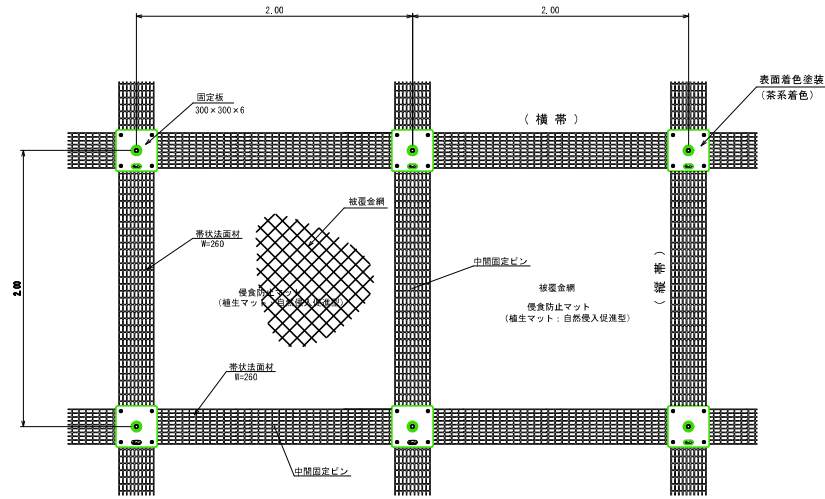 2.00
2.00
表面着色塗装
(茶系着色)
固定板
300×300×6
(横帯)
被覆金網
帯状法面材
W=260
中間固定ピン
(縦帯)
2.00
被覆金網
侵食防止マット
(植生マット:自然侵入促進型)
侵食防止マット
(植生マット:自然侵入促進型)
帯状法面材
W=260
中間固定ピン